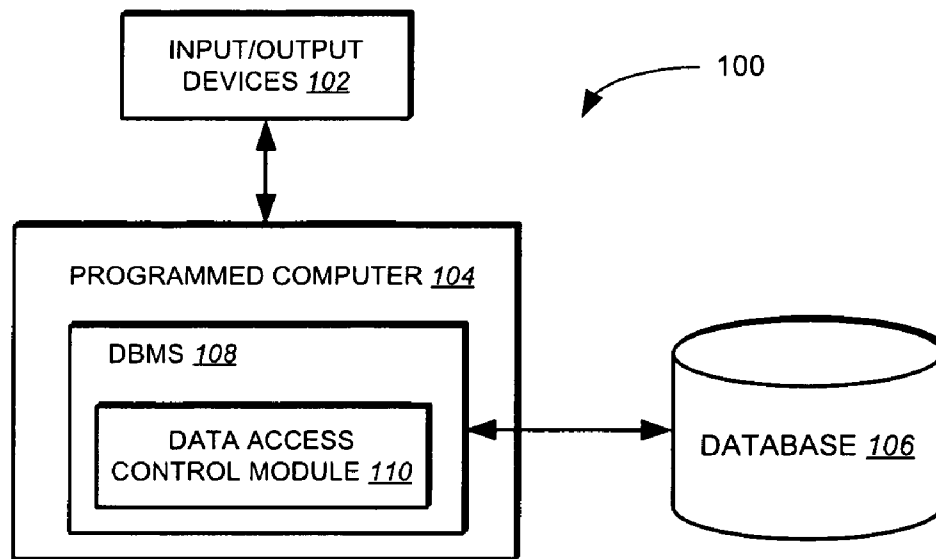 INPUT/OUTPUT
DEVICES 102
100
PROGRAMMED COMPUTER 104
DBMS 108
DATA ACCESS
CONTROL MODULE 110
DATABASE 106